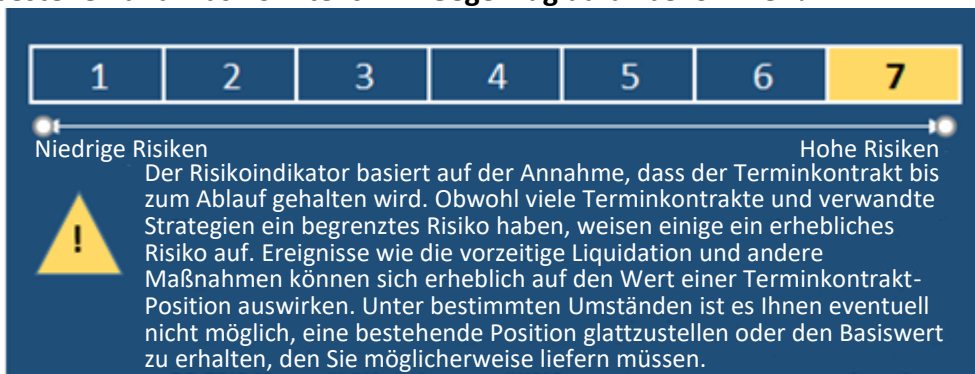 1 2 3 4 5 6 7
Niedrige Risiken Hohe Risiken
Der Risikoindikator basiert auf der Annahme, dass der Terminkontrakt bis
zum Ablauf gehalten wird. Obwohl viele Terminkontrakte und verwandte
Strategien ein begrenztes Risiko haben, weisen einige ein erhebliches
Risiko auf. Ereignisse wie die vorzeitige Liquidation und andere
Maßnahmen können sich erheblich auf den Wert einer Terminkontrakt-
Position auswirken. Unter bestimmten Umständen ist es Ihnen eventuell
nicht möglich, eine bestehende Position glattzustellen oder den Basiswert
zu erhalten, den Sie möglicherweise liefern müssen.
!